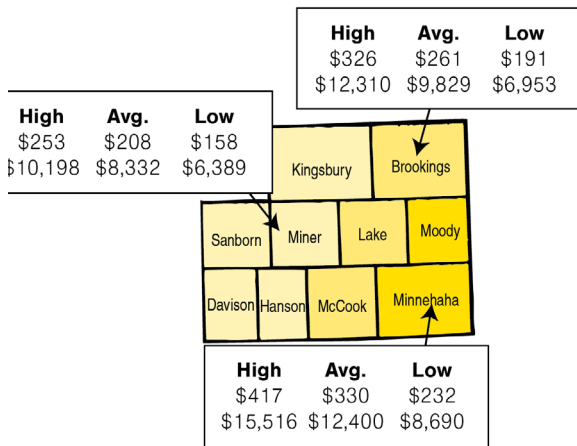 High Avg. Low
$326 $261 $191
$12,310 $9,829 $6,953
High Avg. Low
$253 $208 $158
$10,198 $8,332 $6,389
Kingsbury Brookings
Sanborn Miner Lake Moody
Davison Hanson McCook Minnehaha
High Avg. Low
$417 $330 $232
$15,516 $12,400 $8,690